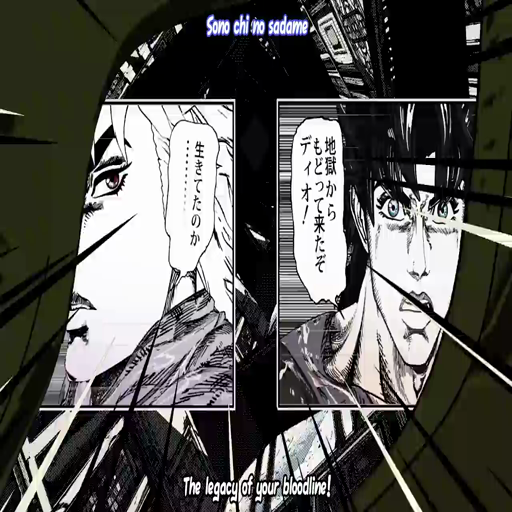 Sono chi no sadame
地獄から
もどって来たぞ
ディオ!
生きてたのか
………
The legacy of your bloodline!